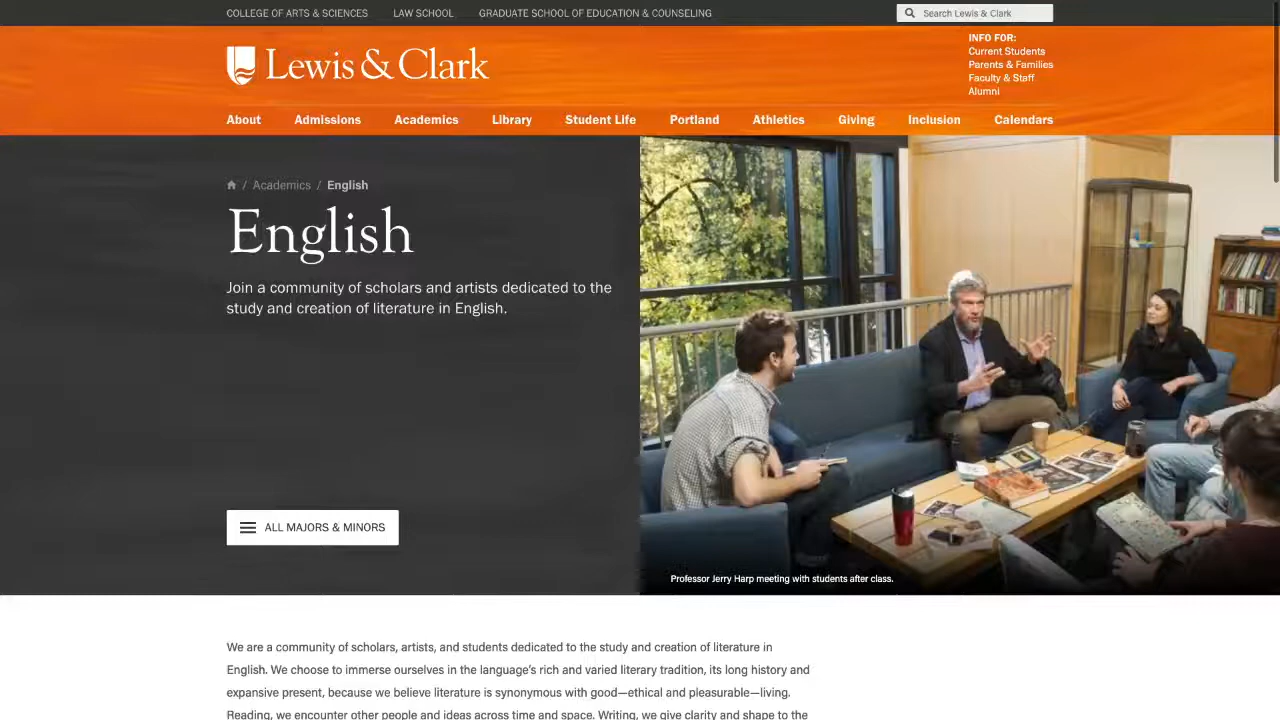 COLLEGE OF ARTS & SCIENCES LAW SCHOOL GRADUATE SCHOOL OF EDUCATION & COUNSELING Search Lewis & Clark
Lewis & Clark
INFO FOR:
Current Students
Parents & Families
Faculty & Staff
Alumni
About Admissions Academics Library Student Life Portland Athletics Giving Inclusion Calendars
/ Academics / English
English
Join a community of scholars and artists dedicated to the
study and creation of literature in English.
ALL MAJORS & MINORS
Professor Jerry Harp meeting with students after class.
We are a community of scholars, artists, and students dedicated to the study and creation of literature in
English. We choose to immerse ourselves in the language's rich and varied literary tradition, its long history and
expansive present, because we believe literature is synonymous with good—ethical and pleasurable—living.
Reading, we encounter other people and ideas across time and space. Writing, we give clarity and shape to the